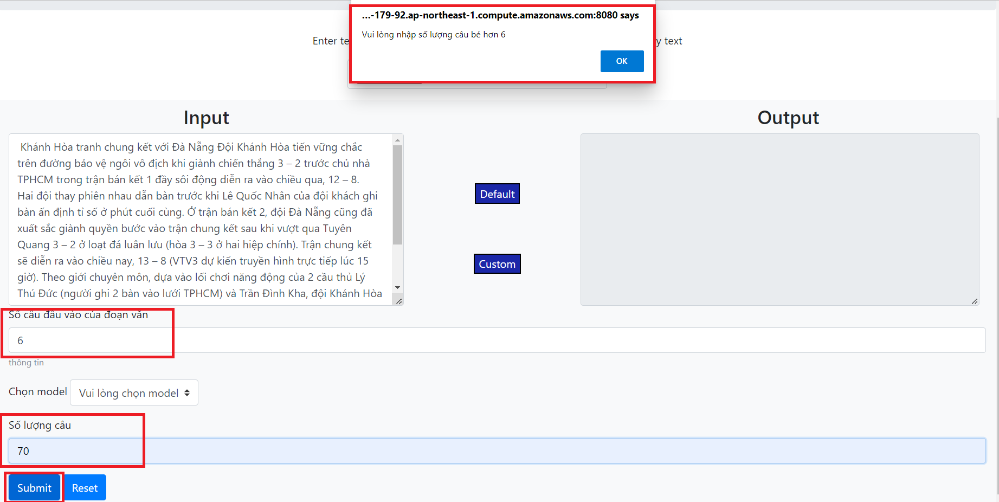 ...-179-92.ap-northeast-1.compute.amazonaws.com:8080 says
Vui lòng nhập số lượng câu bé hơn 6
OK
Enter
y text
Input
Output
Khánh Hòa tranh chung kết với Đà Nẵng Đội Khánh Hòa tiến vững chắc
trên đường bảo vệ ngôi vô địch khi giành chiến thắng 3 – 2 trước chủ nhà
TPHCM trong trận bán kết 1 đầy sôi động diễn ra vào chiều qua, 12 – 8.
Hai đội thay phiên nhau dẫn bàn trước khi Lê Quốc Nhân của đội khách ghi
bàn ấn định tỉ số ở phút cuối cùng. Ở trận bán kết 2, đội Đà Nẵng cũng đã
xuất sắc giành quyền bước vào trận chung kết sau khi vượt qua Tuyên
Quang 3 – 2 ở loạt đá luân lưu (hòa 3 – 3 ở hai hiệp chính). Trận chung kết
sẽ diễn ra vào chiều nay, 13 – 8 (VTV3 dự kiến truyền hình trực tiếp lúc 15
giờ). Theo giới chuyên môn, dựa vào lối chơi năng động của 2 cầu thủ Lý
Thú Đức (người ghi 2 bàn vào lưới TPHCM) và Trần Đình Kha, đội Khánh Hòa
Default
Custom
Số câu đầu vào của đoạn văn
6
thông tin
Chọn model Vui lòng chọn model
Số lượng câu
70
Submit Reset